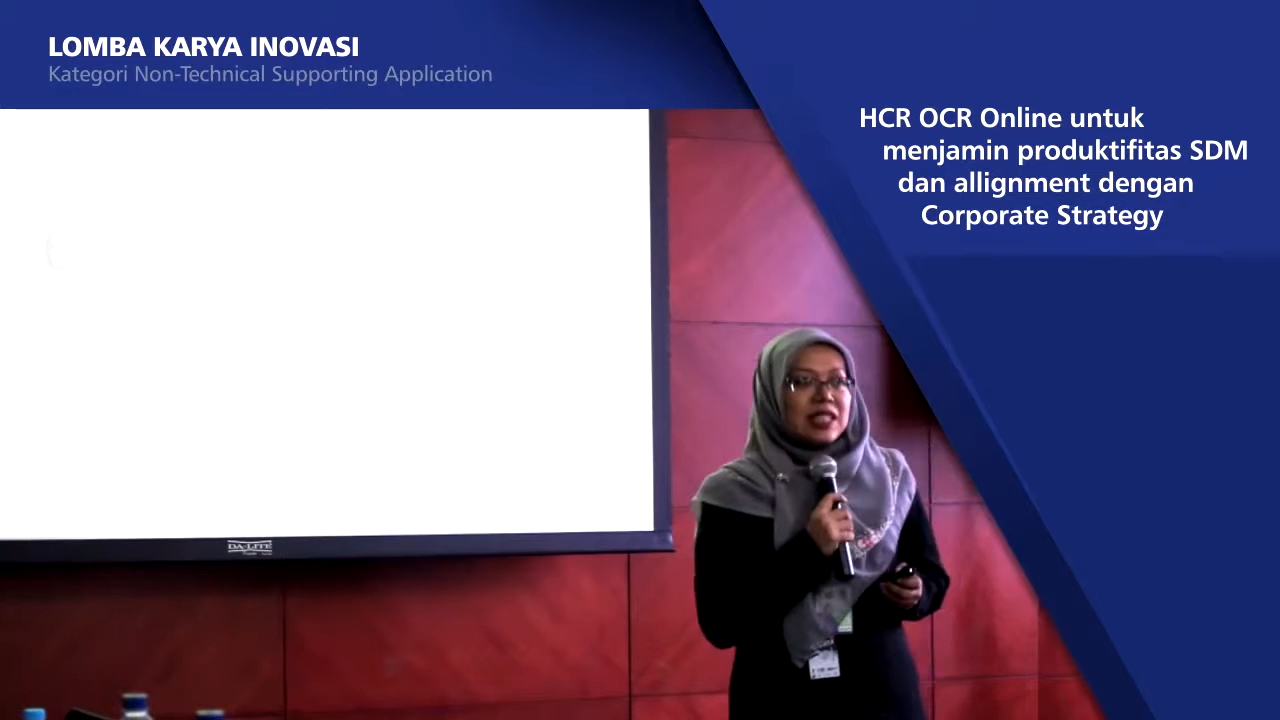 LOMBA KARYA INOVASI
Kategori Non-Technical Supporting Application
HCR OCR Online untuk
menjamin produktifitas SDM
dan allignment dengan
Corporate Strategy
DA-LITE